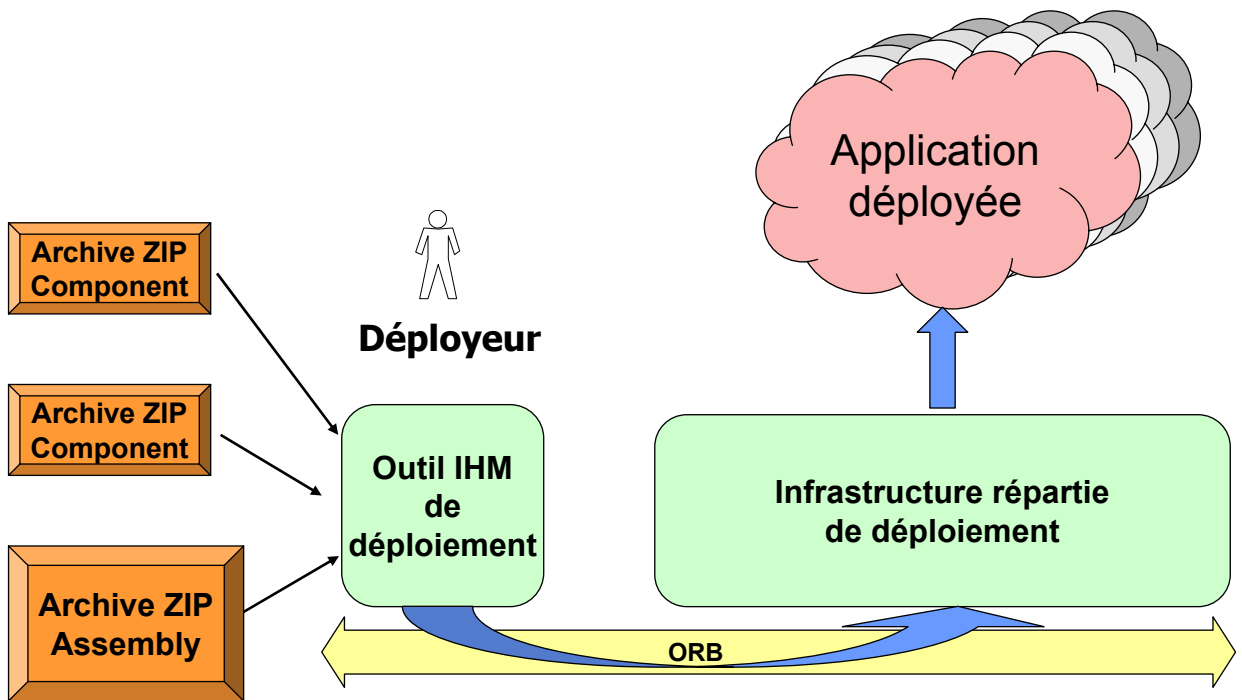 Application
déployée
Archive ZIP
Component
Déployeur
Archive ZIP
Component
Outil IHM
de
déploiement
Infrastructure répartie
de déploiement
Archive ZIP
Assembly
ORB